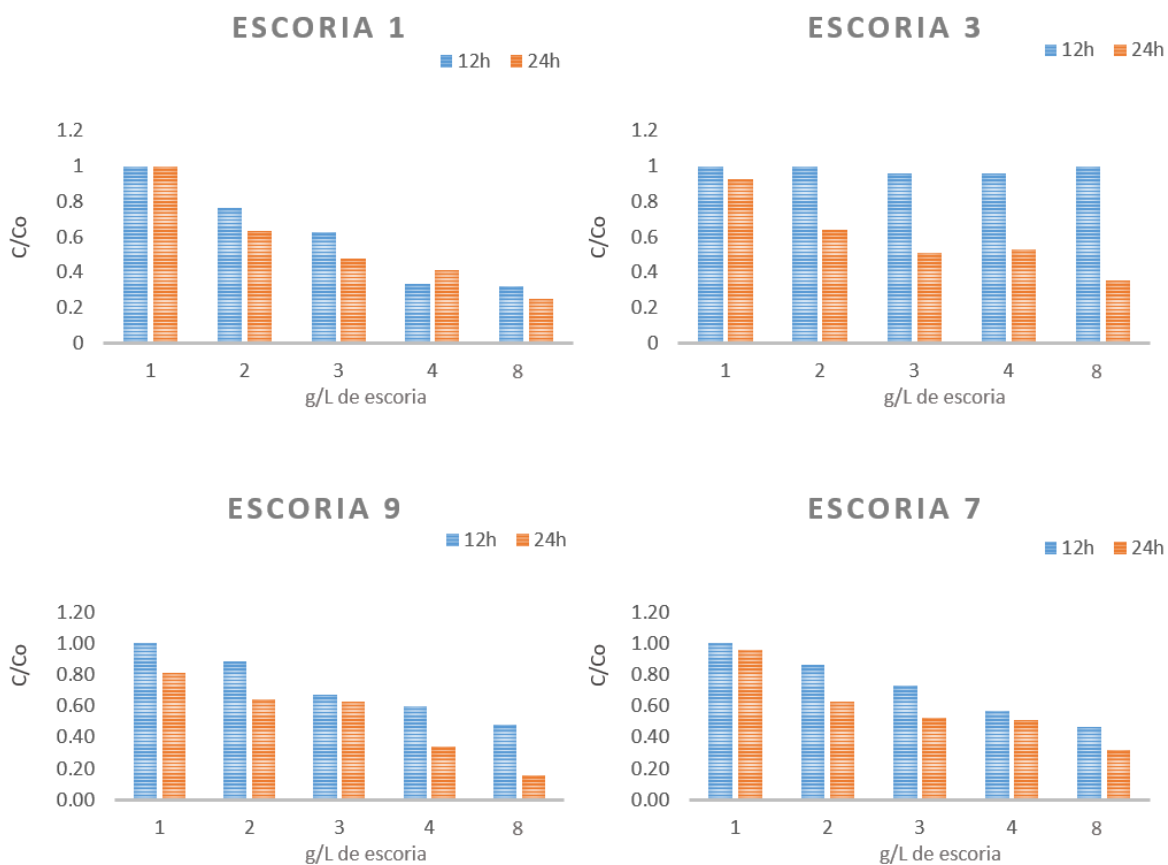 ESCORIA 1
12h 24h
1.2
1
0.8
0.6
0.4
0.2
0
C/Co
1 2 3 4 8
g/L de escoria
ESCORIA 3
12h 24h
1.2
1
0.8
0.6
0.4
0.2
0
C/Co
1 2 3 4 8
g/L de escoria
ESCORIA 9
12h 24h
1.20
1.00
0.80
0.60
0.40
0.20
0.00
C/Co
1 2 3 4 8
g/L de escoria
ESCORIA 7
12h 24h
1.20
1.00
0.80
0.60
0.40
0.20
0.00
C/Co
1 2 3 4 8
g/L de escoria